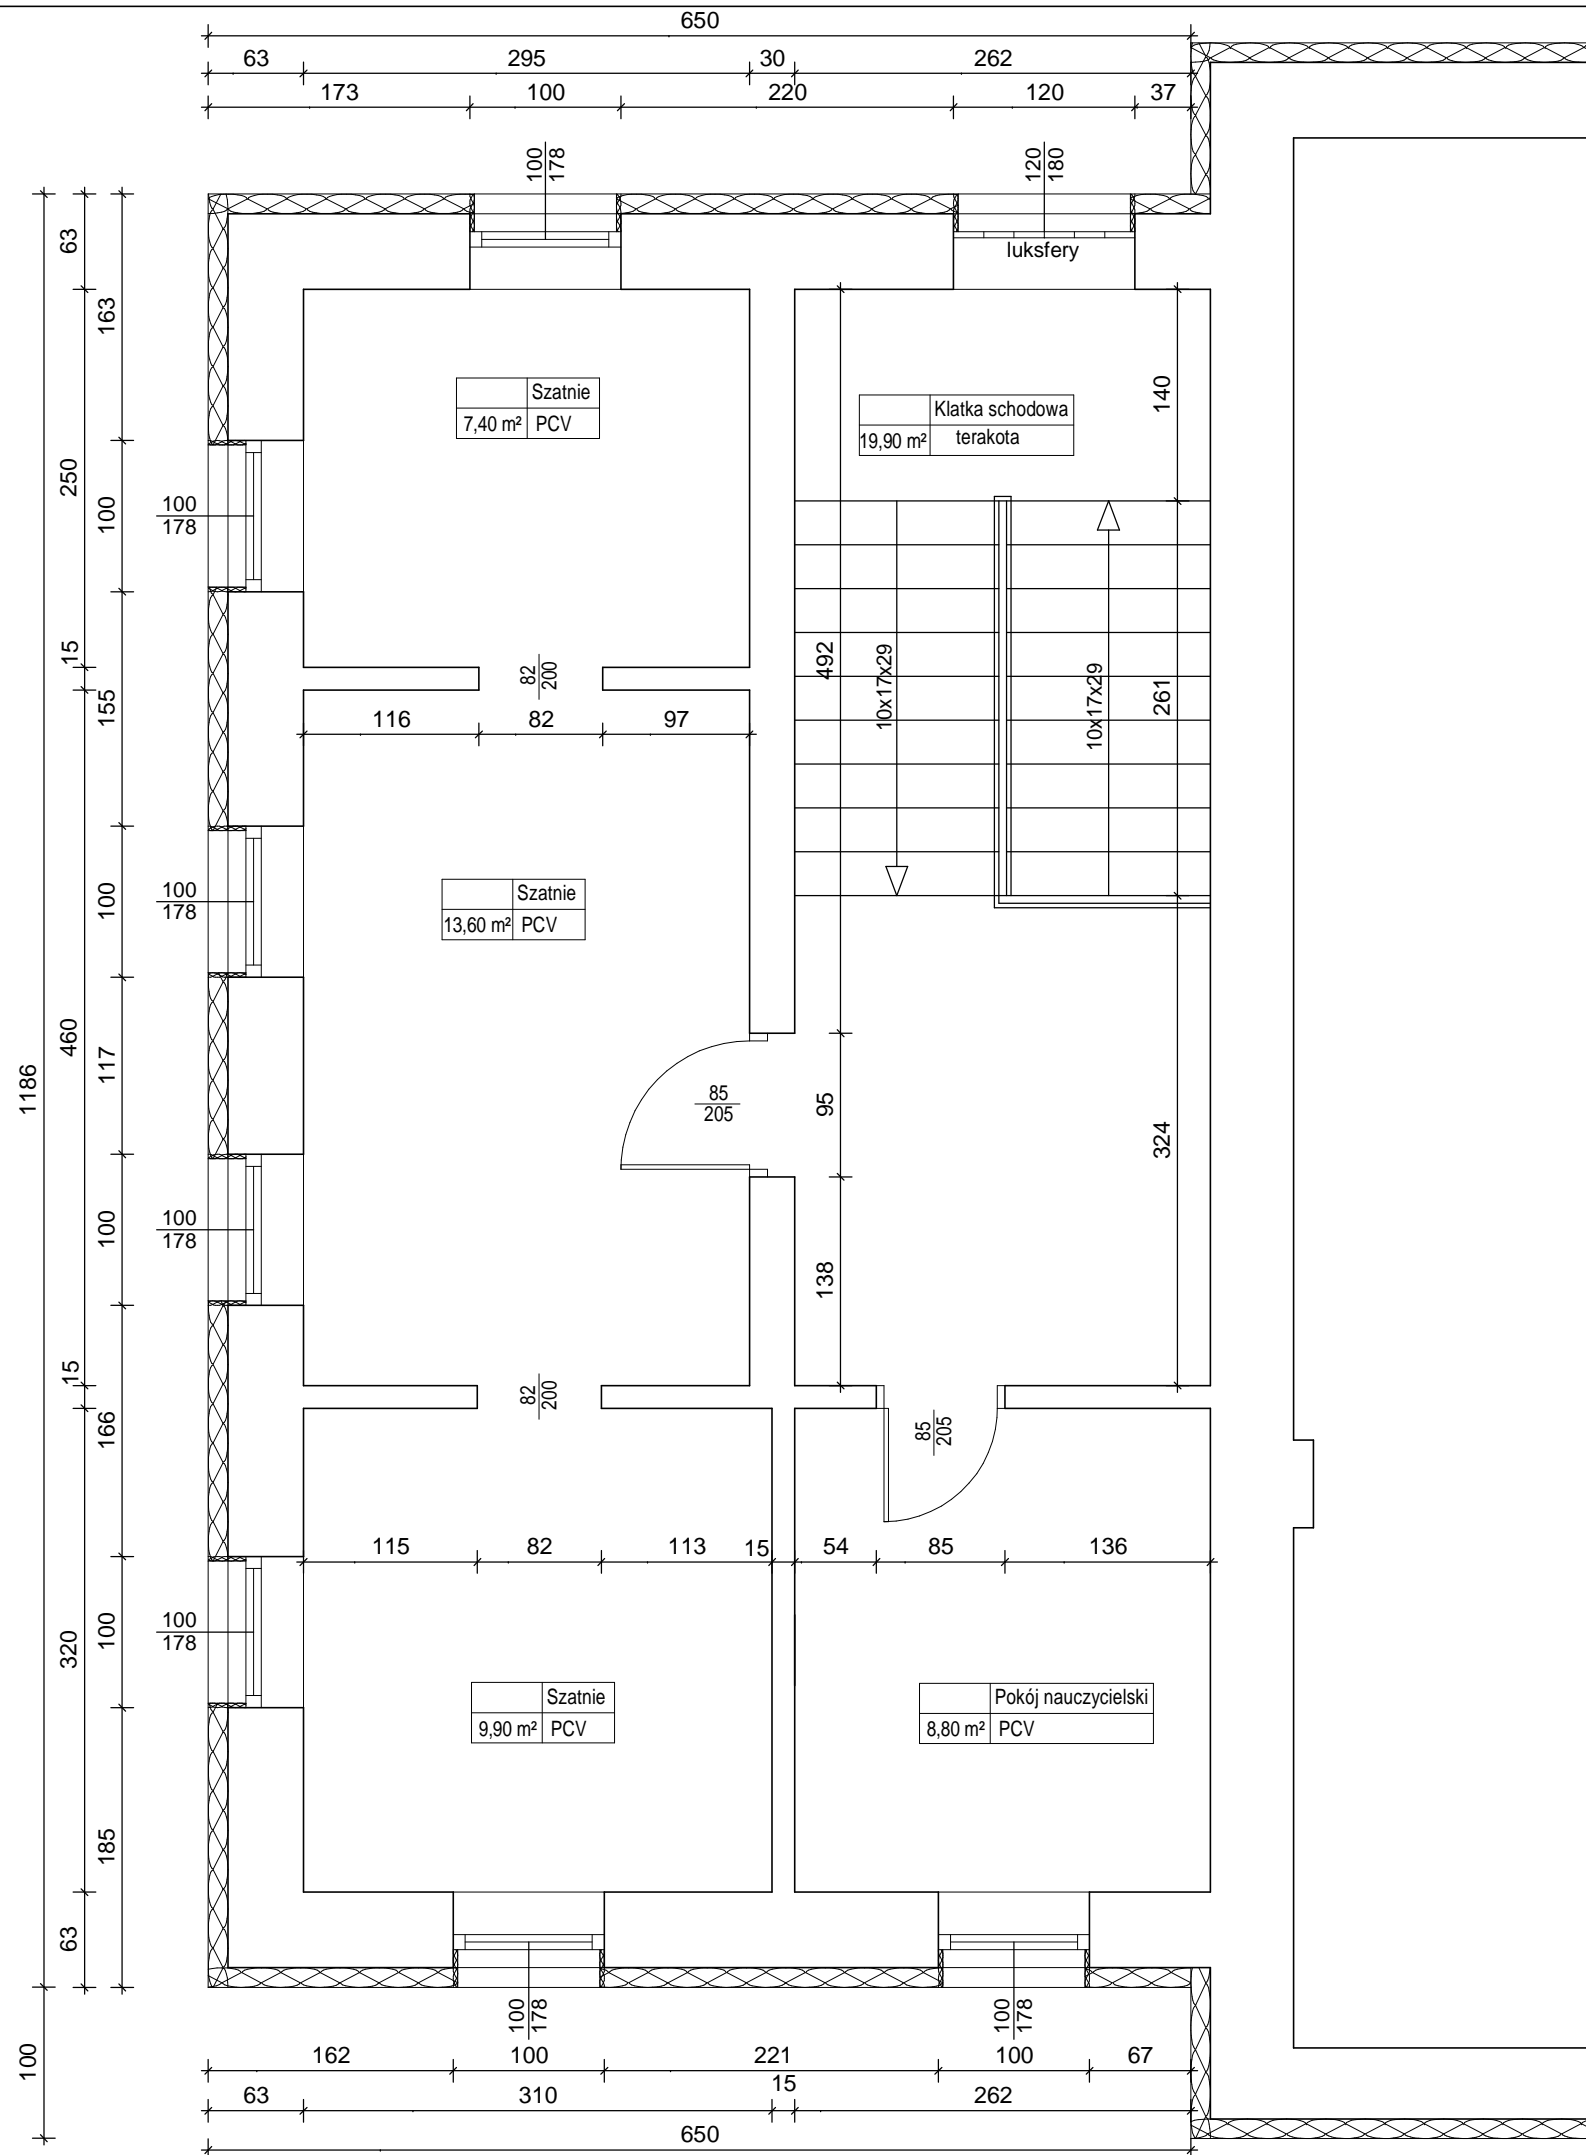 650
63 295 30 262
173 100 220 120 37
100
178
120
180
luksfery
63
163
250
100
15
155
100
460
117
1186
100
15
166
100
320
185
63
100
100
178
100
178
100
178
100
178
Szatnie
7,40 m² PCV
Klatka schodowa
19,90 m² terakota
140
492
10x17x29
10x17x29
261
82
200
116 82 97
Szatnie
13,60 m² PCV
85
205
95
324
138
82
200
85
205
115 82 113 15 54 85 136
Szatnie
9,90 m² PCV
Pokój nauczycielski
8,80 m² PCV
100
178
100
178
162 100 221 100 67
63 310 15 262
650